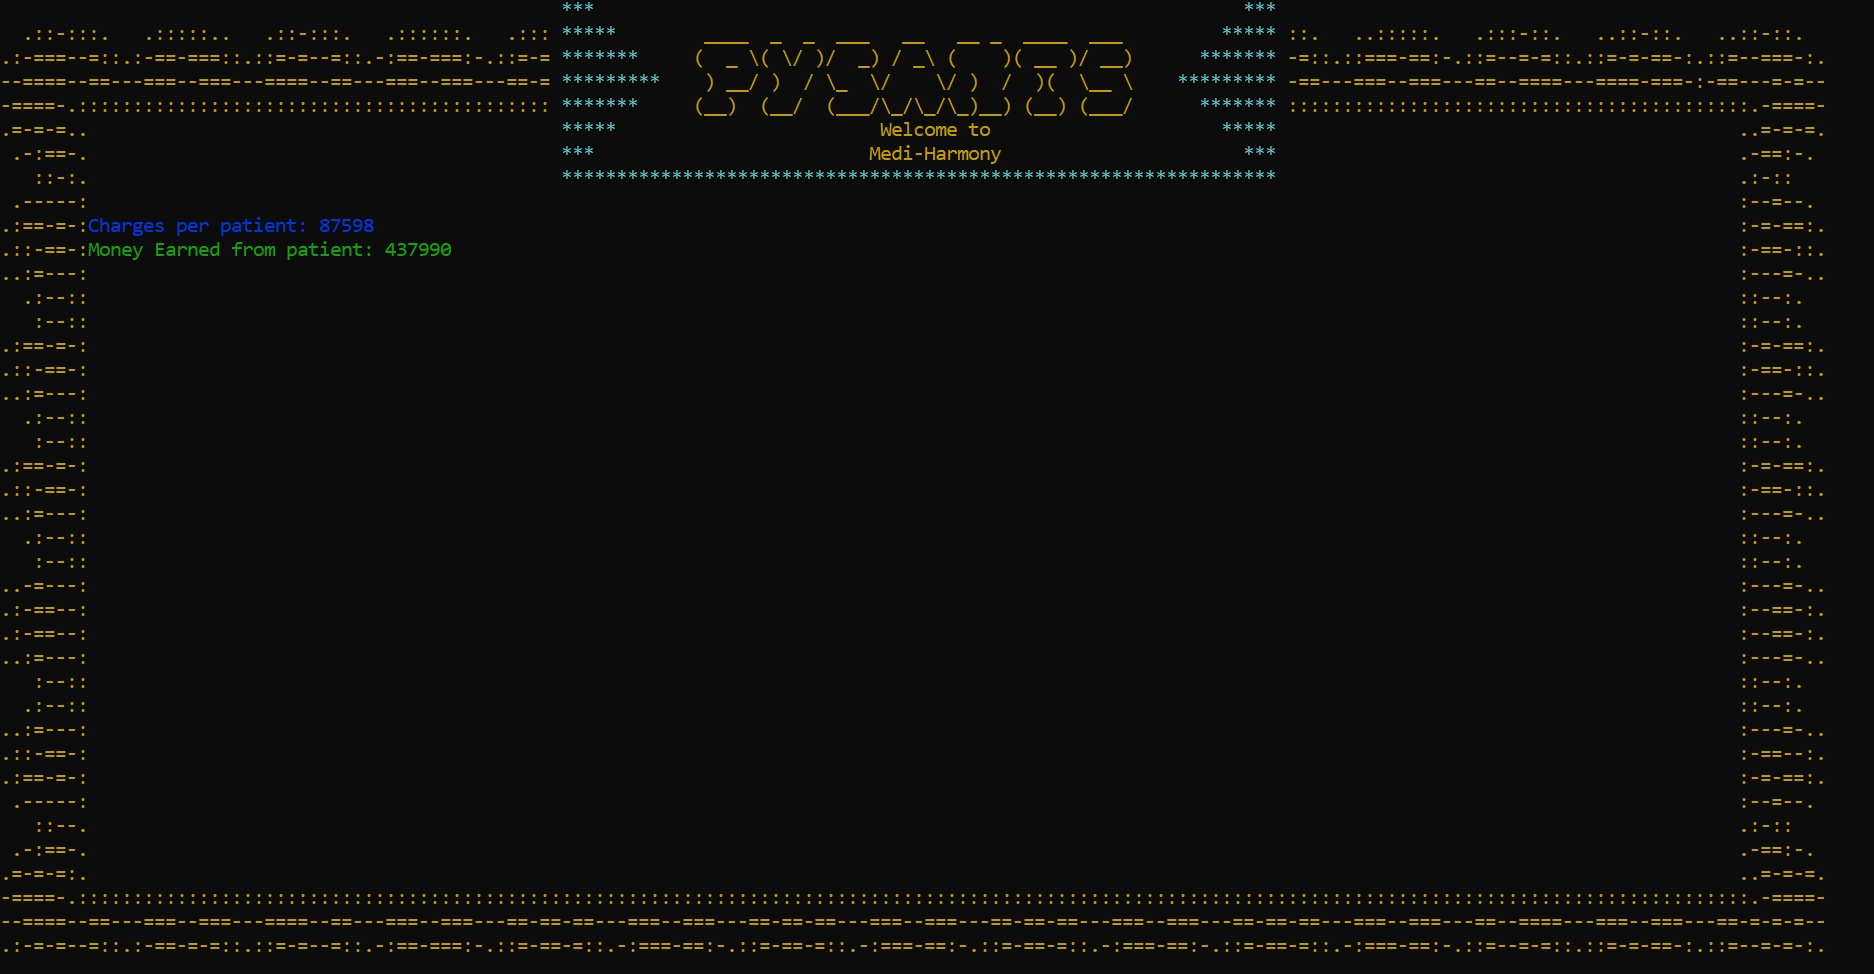 Welcome to
Medi-Harmony
Charges per patient: 87598
Money Earned from patient: 437990